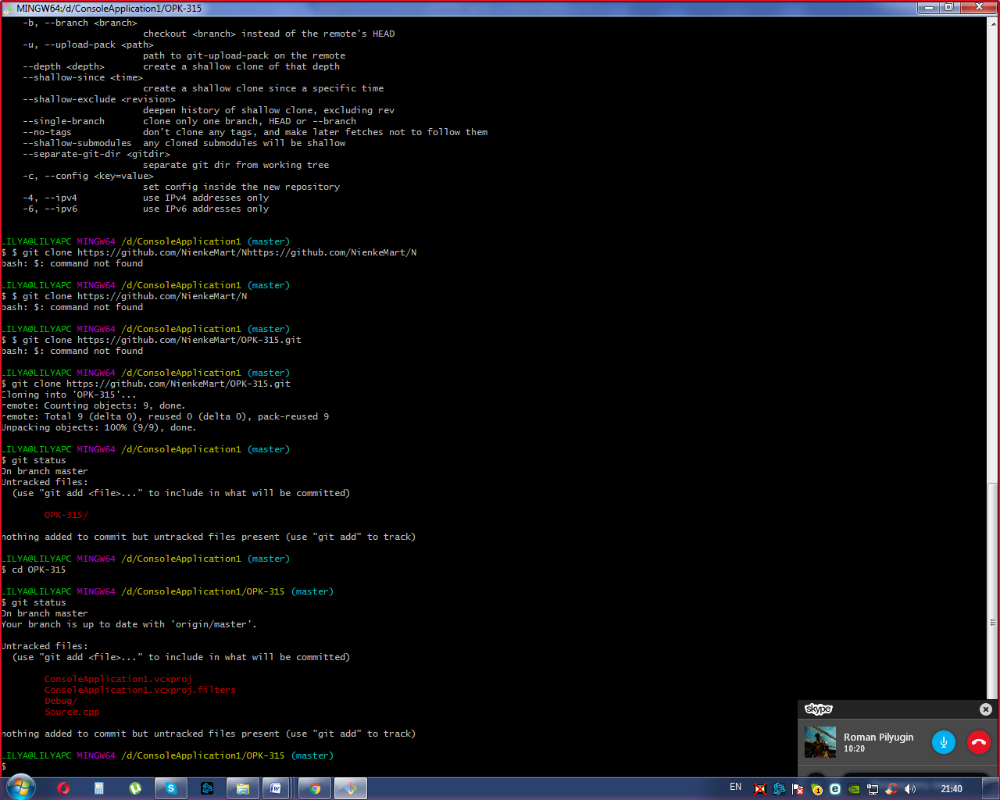 MINGW64:/d/ConsoleApplication1/OPK-315
-b, --branch <branch>
checkout <branch> instead of the remote's HEAD
-u, --upload-pack <path>
path to git-upload-pack on the remote
--depth <depth> create a shallow clone of that depth
--shallow-since <time>
create a shallow clone since a specific time
--shallow-exclude <revision>
deepen history of shallow clone, excluding rev
--single-branch clone only one branch, HEAD or --branch
--no-tags don't clone any tags, and make later fetches not to follow them
--shallow-submodules any cloned submodules will be shallow
--separate-git-dir <gitdir>
separate git dir from working tree
-c, --config <key=value>
set config inside the new repository
-4, --ipv4 use IPv4 addresses only
-6, --ipv6 use IPv6 addresses only
LILYA@LILYAPC MINGW64 /d/ConsoleApplication1 (master)
$ $ git clone https://github.com/NienkeMart/Nhttps://github.com/NienkeMart/N
bash: $: command not found
LILYA@LILYAPC MINGW64 /d/ConsoleApplication1 (master)
$ $ git clone https://github.com/NienkeMart/N
bash: $: command not found
LILYA@LILYAPC MINGW64 /d/ConsoleApplication1 (master)
$ $ git clone https://github.com/NienkeMart/OPK-315.git
bash: $: command not found
LILYA@LILYAPC MINGW64 /d/ConsoleApplication1 (master)
$ git clone https://github.com/NienkeMart/OPK-315.git
Cloning into 'OPK-315'...
remote: Counting objects: 9, done.
remote: Total 9 (delta 0), reused 0 (delta 0), pack-reused 9
Unpacking objects: 100% (9/9), done.
LILYA@LILYAPC MINGW64 /d/ConsoleApplication1 (master)
$ git status
On branch master
Untracked files:
(use "git add <file>..." to include in what will be committed)
OPK-315/
nothing added to commit but untracked files present (use "git add" to track)
LILYA@LILYAPC MINGW64 /d/ConsoleApplication1 (master)
$ cd OPK-315
LILYA@LILYAPC MINGW64 /d/ConsoleApplication1/OPK-315 (master)
$ git status
On branch master
Your branch is up to date with 'origin/master'.
Untracked files:
(use "git add <file>..." to include in what will be committed)
ConsoleApplication1.vcxproj
ConsoleApplication1.vcxproj.filters
Debug/
Source.cpp
nothing added to commit but untracked files present (use "git add" to track)
LILYA@LILYAPC MINGW64 /d/ConsoleApplication1/OPK-315 (master)
$
skype
Roman Pilyugin
10:20
EN
21:40